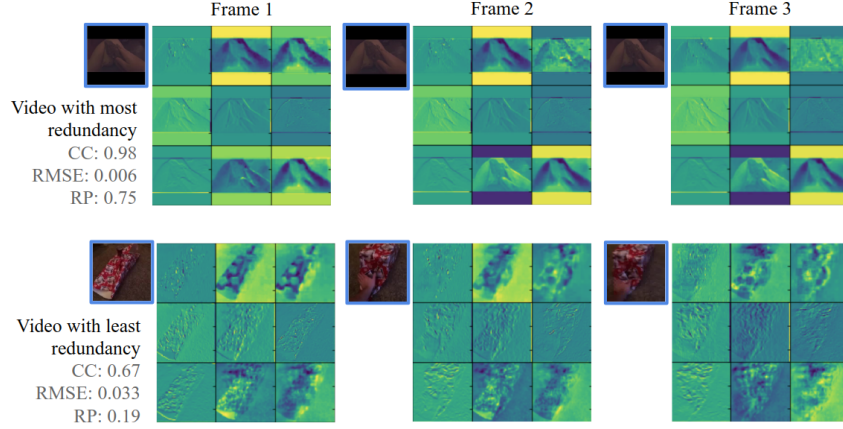 Frame 1
Frame 2
Frame 3
Video with most
redundancy
CC: 0.98
RMSE: 0.006
RP: 0.75
Video with least
redundancy
CC: 0.67
RMSE: 0.033
RP: 0.19